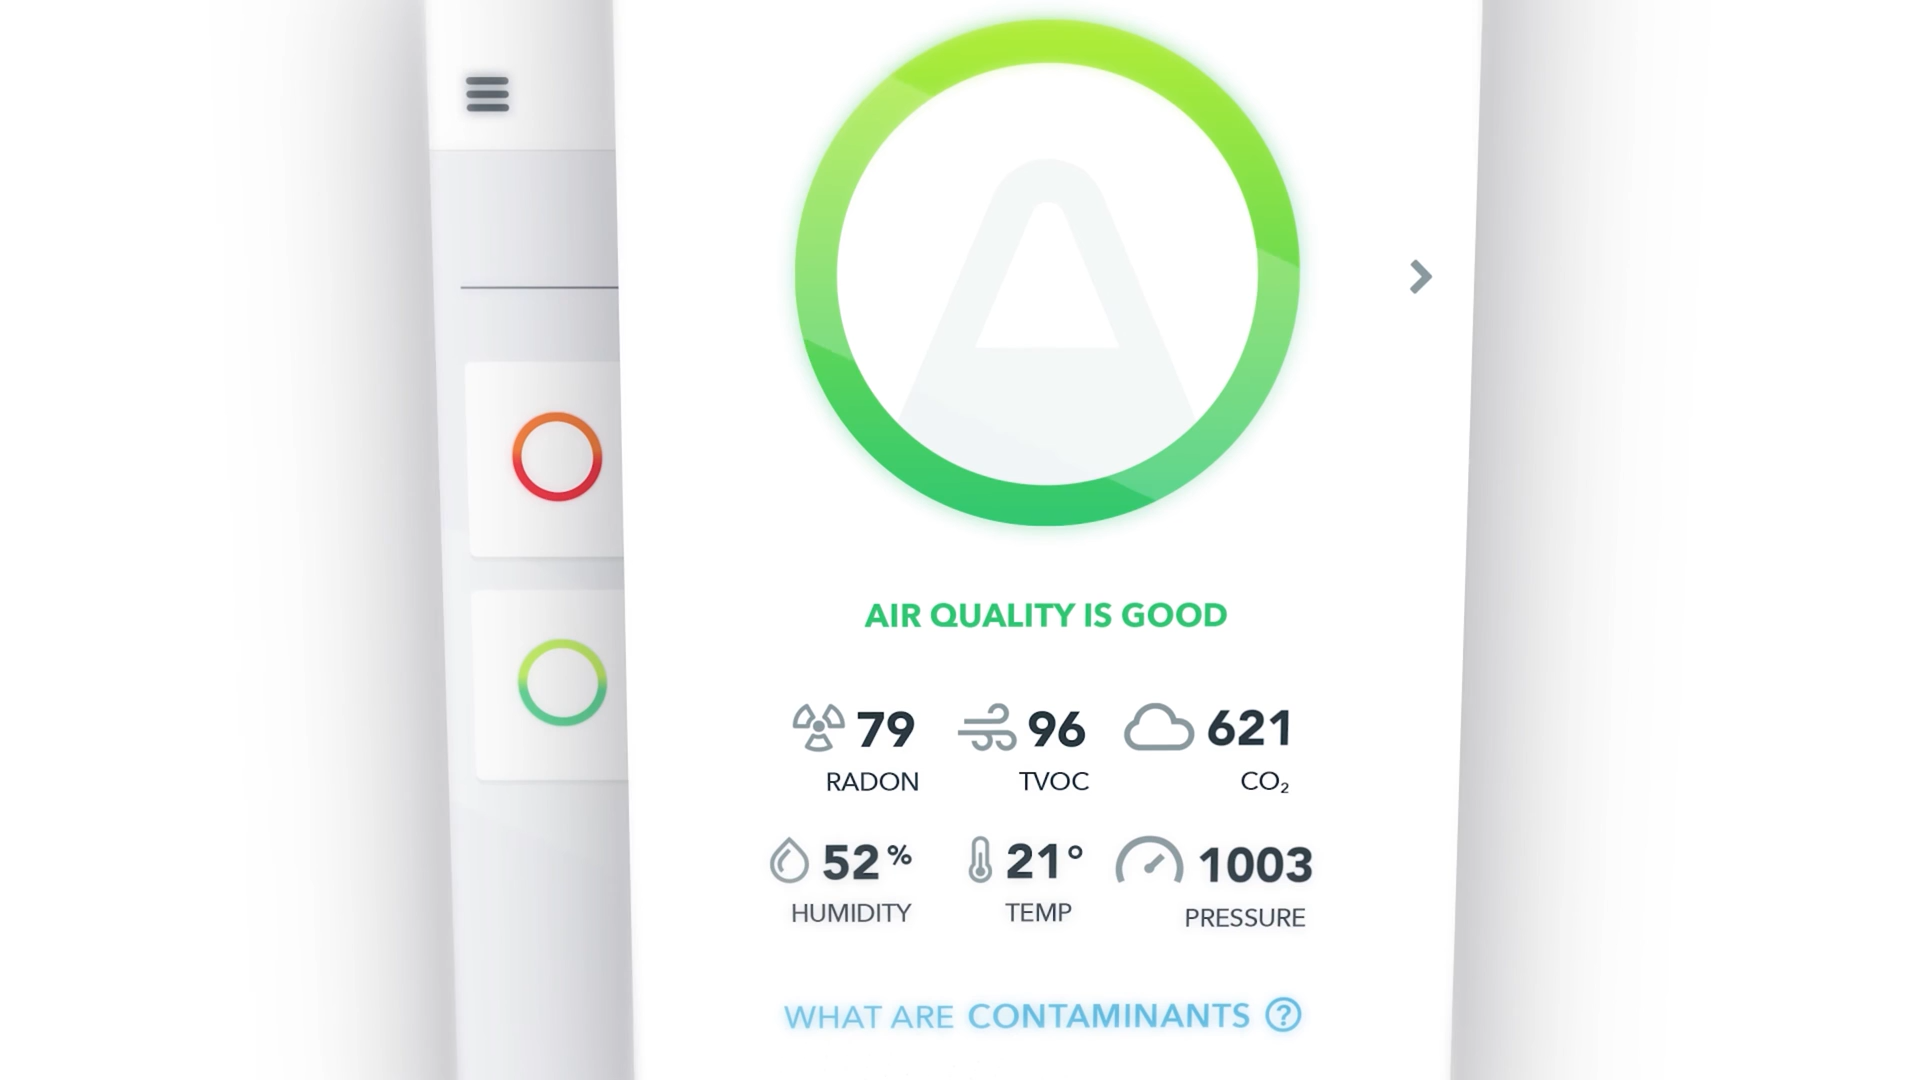 AIR QUALITY IS GOOD
79 96 621
RADON TVOC CO₂
52% 21° 1003
HUMIDITY TEMP PRESSURE
WHAT ARE CONTAMINANTS ?